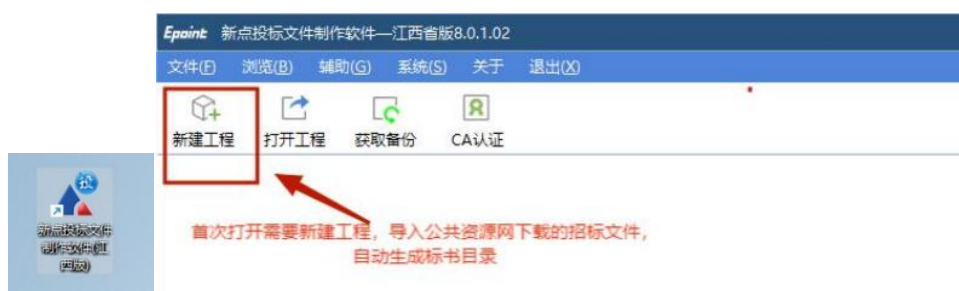 Epoint 新点投标文件制作软件—江西省版8.0.1.02
文件(F) 浏览(B) 辅助(G) 系统(S) 关于 退出(X)
新建工程 打开工程 获取备份 CA认证
首次打开需要新建工程，导入公共资源网下载的招标文件，
自动生成标书目录
投
新点投标文件
制作软件(江
西版)